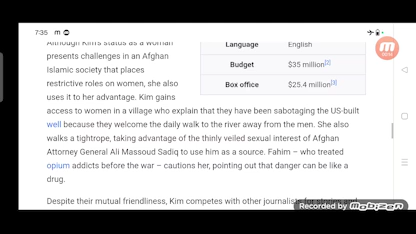 7:35 m
Although Kim's status as a woman
presents challenges in an Afghan
Islamic society that places
restrictive roles on women, she also
uses it to her advantage. Kim gains
Language English
Budget $35 million[2]
Box office $25.4 million[3]
access to women in a village who explain that they have been sabotaging the US-built
well because they welcome the daily walk to the river away from the men. She also
walks a tightrope, taking advantage of the thinly veiled sexual interest of Afghan
Attorney General Ali Massoud Sadiq to use him as a source. Fahim – who treated
opium addicts before the war – cautions her, pointing out that danger can be like a
drug.
Despite their mutual friendliness, Kim competes with other journalists for stories and
Recorded by mobizen